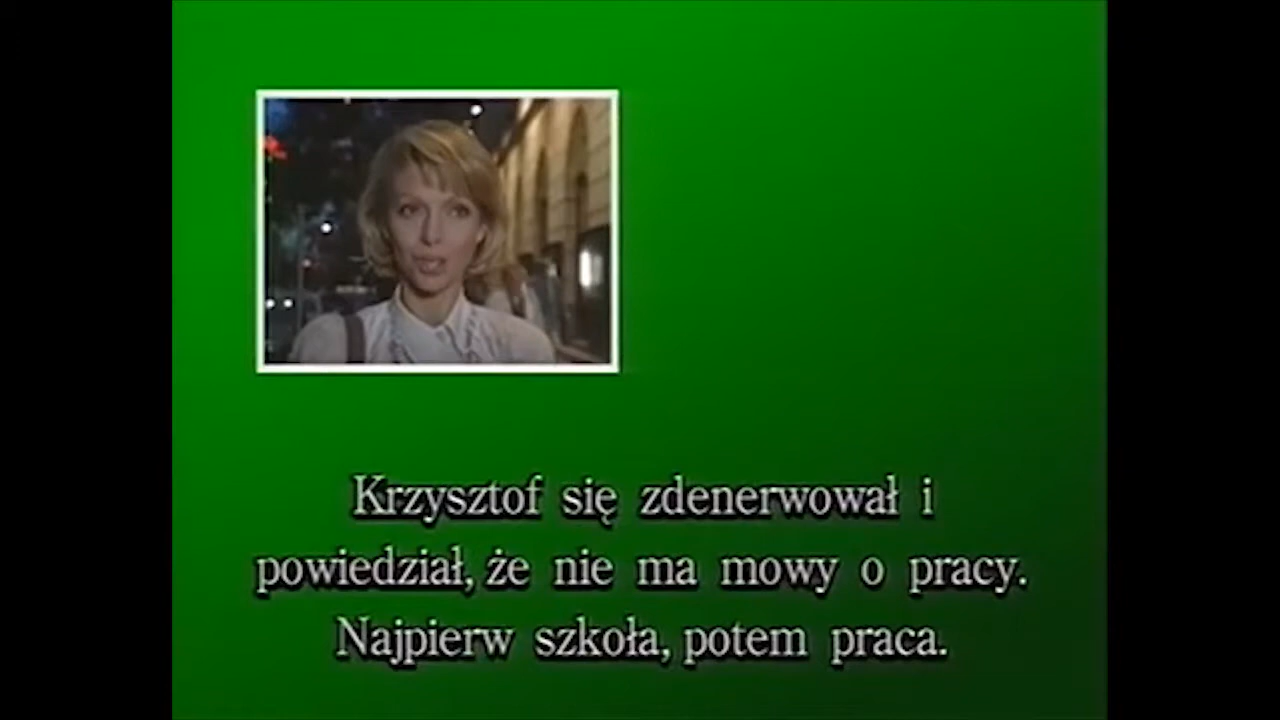 Krzysztof się zdenerwował i
powiedział, że nie ma mowy o pracy.
Najpierw szkoła, potem praca.